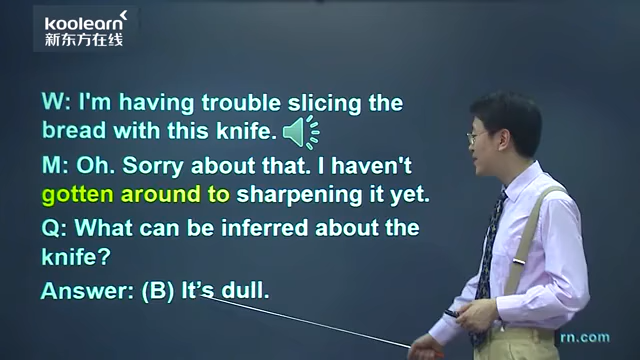 koolearn
新东方在线
W: I'm having trouble slicing the
bread with this knife.
M: Oh. Sorry about that. I haven't
gotten around to sharpening it yet.
Q: What can be inferred about the
knife?
Answer: (B) It’s dull.
rn.com